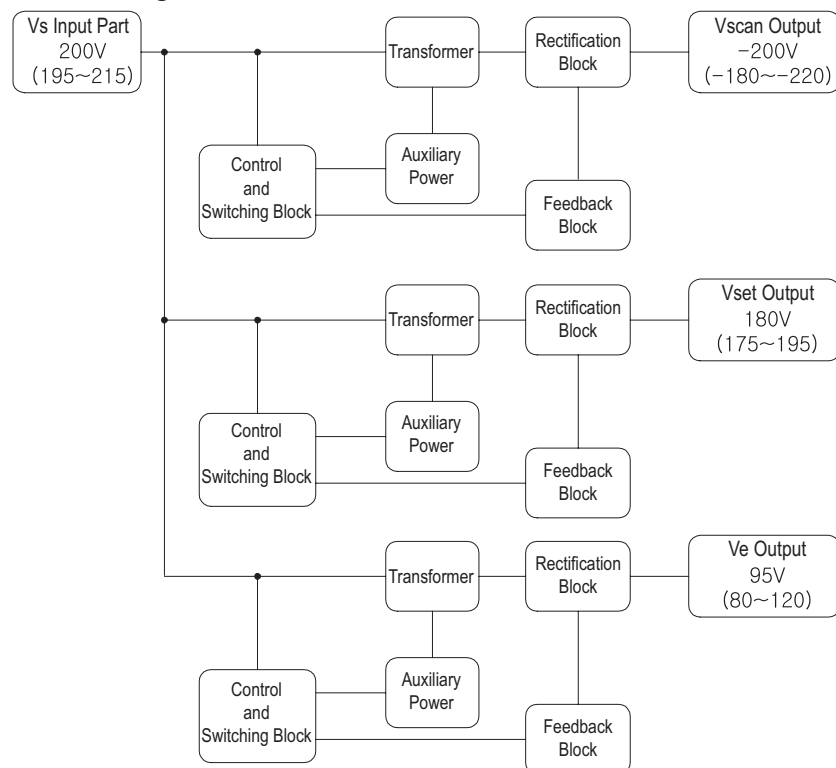 Vs Input Part
200V
(195~215)
Transformer
Rectification
Block
Vscan Output
-200V
(-180~-220)
Control
and
Switching Block
Auxiliary
Power
Feedback
Block
Transformer
Rectification
Block
Vset Output
180V
(175~195)
Control
and
Switching Block
Auxiliary
Power
Feedback
Block
Transformer
Rectification
Block
Ve Output
95V
(80~120)
Control
and
Switching Block
Auxiliary
Power
Feedback
Block